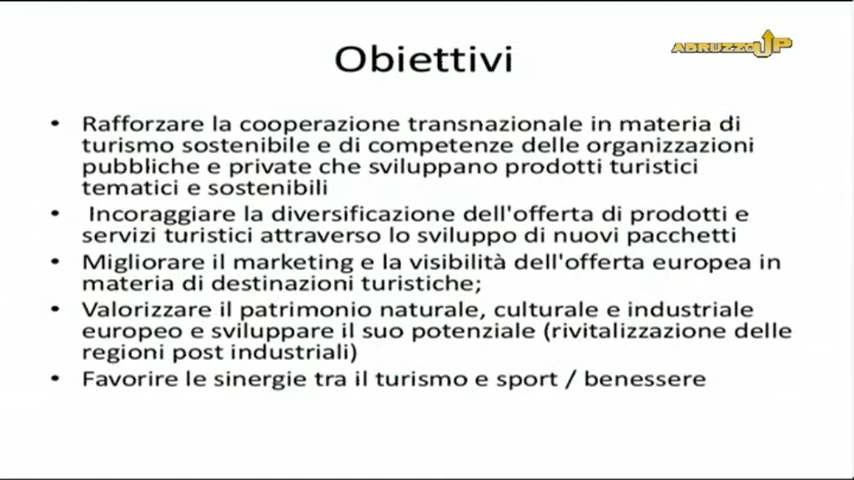 Obiettivi
ABRUZZOUP
• Rafforzare la cooperazione transnazionale in materia di
turismo sostenibile e di competenze delle organizzazioni
pubbliche e private che sviluppano prodotti turistici
tematici e sostenibili
• Incoraggiare la diversificazione dell'offerta di prodotti e
servizi turistici attraverso lo sviluppo di nuovi pacchetti
• Migliorare il marketing e la visibilità dell'offerta europea in
materia di destinazioni turistiche;
• Valorizzare il patrimonio naturale, culturale e industriale
europeo e sviluppare il suo potenziale (rivitalizzazione delle
regioni post industriali)
• Favorire le sinergie tra il turismo e sport / benessere